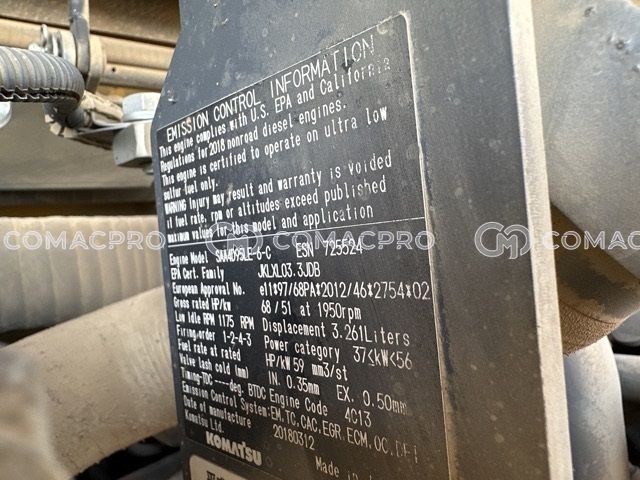 EMISSION CONTROL INFORMATION
This engine complies with U.S. EPA and California
Regulations for 2018 nonroad diesel engines.
This engine is certified to operate on ultra low
sulfur fuel only.
WARNING Injury may result and warranty is voided
if fuel rate, rpm or altitudes exceed published
maximum values for this model and application
COMACPRO COMACPRO
Engine Model SAA4D95LE-6-C ESN 725524
EPA Cert. Family JKLXL03.3JDB
European Approval No. e11*97/68PA*2012/46*2754*02
Gross rated HP/kW 68/51 at 1950rpm
Low Idle RPM 1175 RPM Displacement 3.261Liters
Firing.order 1-2-4-3 Power category 37≤kW<56
Fuel rate at rated HP/kW 59 mm3/st
Valve lash cold (mm) IN. 0.35mm EX. 0.50mm
Timing-TDC ---deg. BTDC Engine Code 4C13
Emission Control System:EM,TC,CAC,EGR,ECM,OC,DFI
Date of manufacture 20180312
Komatsu Ltd.
KOMATSU Made